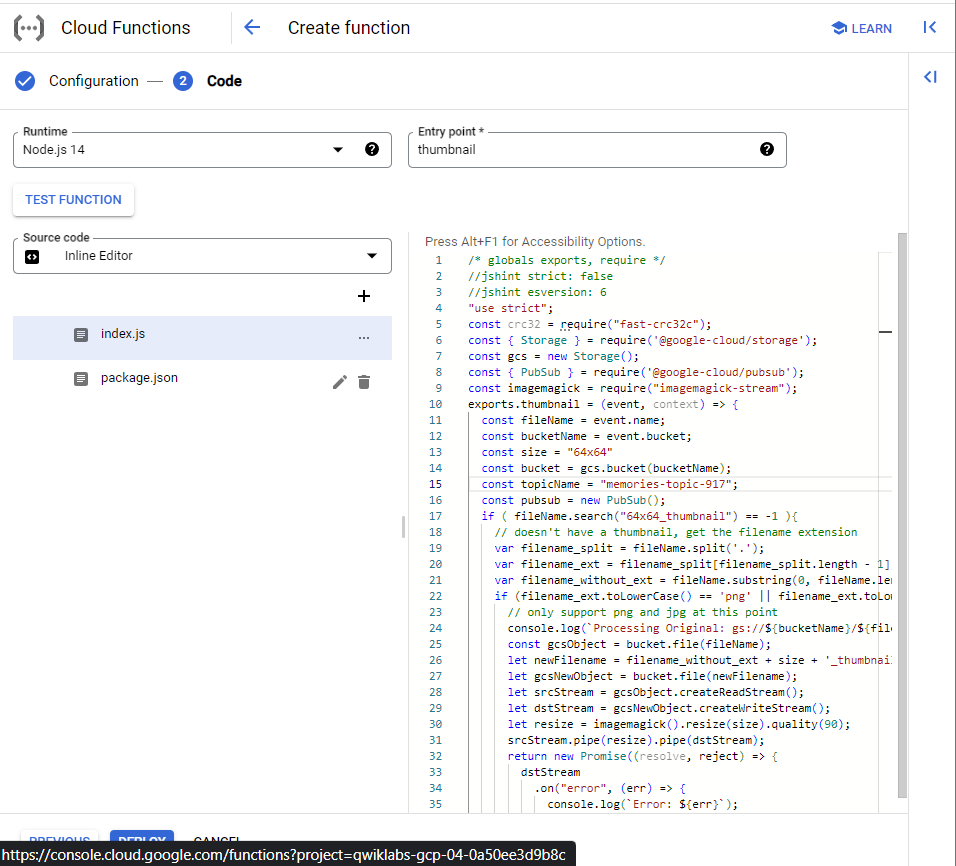 Cloud Functions
Create function
LEARN
Configuration
2
Code
Runtime
Node.js 14
Entry point *
thumbnail
TEST FUNCTION
Source code
Inline Editor
index.js
package.json
Press Alt+F1 for Accessibility Options.
1 /* globals exports, require */
2 //jshint strict: false
3 //jshint esversion: 6
4 "use strict";
5 const crc32 = require("fast-crc32c");
6 const { Storage } = require('@google-cloud/storage');
7 const gcs = new Storage();
8 const { PubSub } = require('@google-cloud/pubsub');
9 const imagemagick = require("imagemagick-stream");
10 exports.thumbnail = (event, context) => {
11 const fileName = event.name;
12 const bucketName = event.bucket;
13 const size = "64x64"
14 const bucket = gcs.bucket(bucketName);
15 const topicName = "memories-topic-917";
16 const pubsub = new PubSub();
17 if ( fileName.search("64x64_thumbnail") == -1 ){
18 // doesn't have a thumbnail, get the filename extension
19 var filename_split = fileName.split('.');
20 var filename_ext = filename_split[filename_split.length - 1]
21 var filename_without_ext = fileName.substring(0, fileName.len
22 if (filename_ext.toLowerCase() == 'png' || filename_ext.toLow
23 // only support png and jpg at this point
24 console.log(`Processing Original: gs://${bucketName}/${file
25 const gcsObject = bucket.file(fileName);
26 let newFilename = filename_without_ext + size + '_thumbnai
27 let gcsNewObject = bucket.file(newFilename);
28 let srcStream = gcsObject.createReadStream();
29 let dstStream = gcsNewObject.createWriteStream();
30 let resize = imagemagick().resize(size).quality(90);
31 srcStream.pipe(resize).pipe(dstStream);
32 return new Promise((resolve, reject) => {
33 dstStream
34 .on("error", (err) => {
35 console.log(`Error: ${err}`);
PREVIOUS
DEPLOY
CANCEL
https://console.cloud.google.com/functions?project=qwiklabs-gcp-04-0a50ee3d9b8c